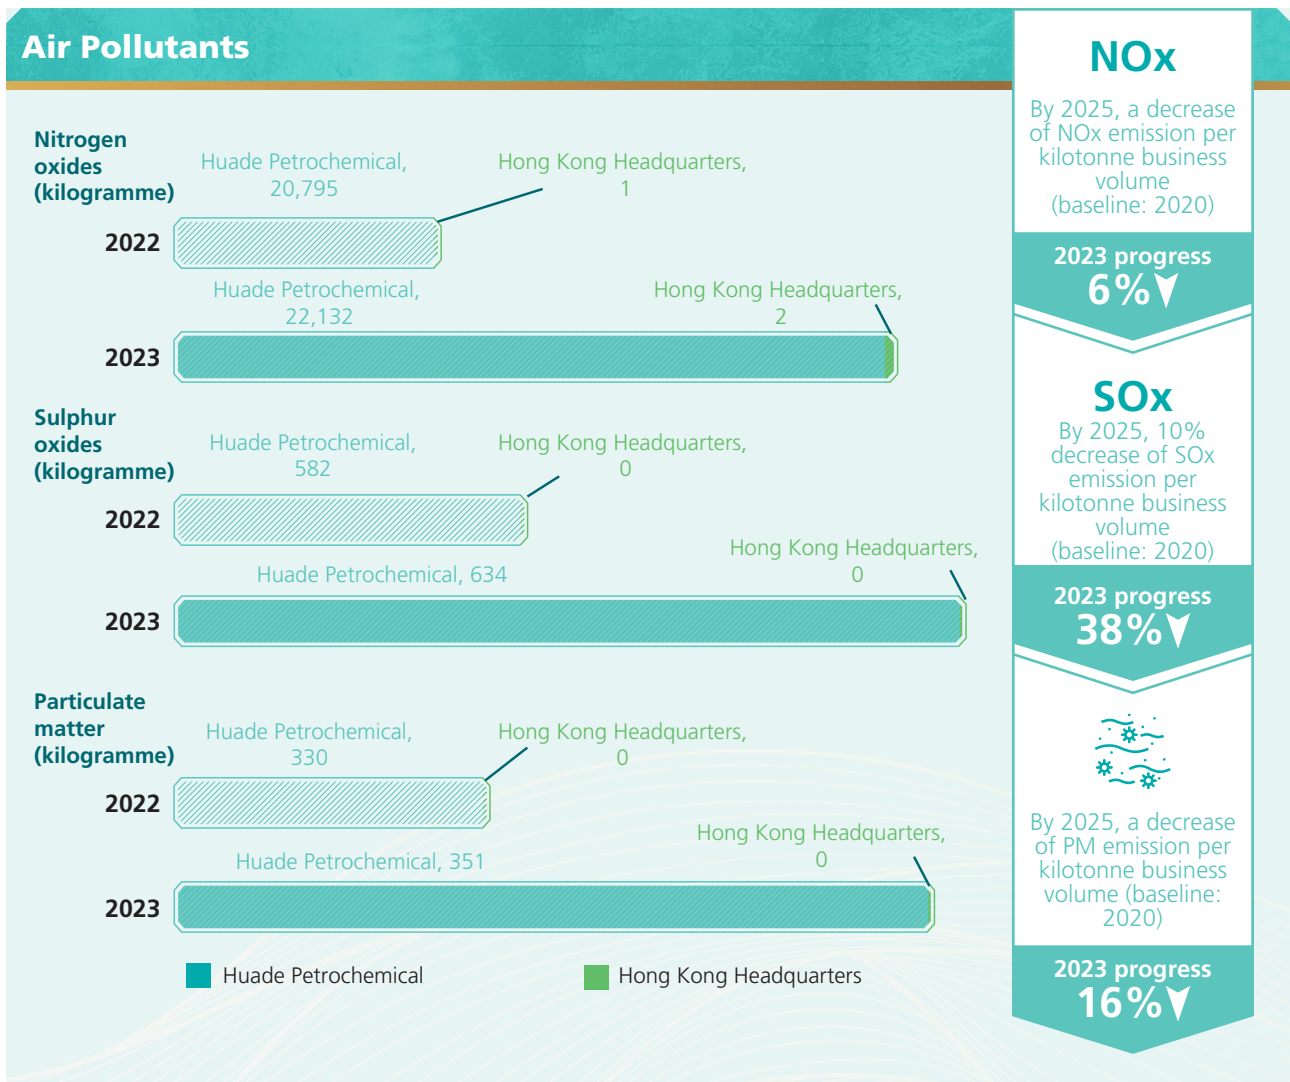 Air Pollutants
Nitrogen
oxides
(kilogramme)
Huade Petrochemical,
20,795
Hong Kong Headquarters,
1
2022
Huade Petrochemical,
22,132
Hong Kong Headquarters,
2
2023
Sulphur
oxides
(kilogramme)
Huade Petrochemical,
582
Hong Kong Headquarters,
0
2022
Huade Petrochemical, 634
Hong Kong Headquarters,
0
2023
Particulate
matter
(kilogramme)
Huade Petrochemical,
330
Hong Kong Headquarters,
0
2022
Huade Petrochemical, 351
Hong Kong Headquarters,
0
2023
Huade Petrochemical
Hong Kong Headquarters
NOx
By 2025, a decrease
of NOx emission per
kilotonne business
volume
(baseline: 2020)
2023 progress
6%
SOx
By 2025, 10%
decrease of SOx
emission per
kilotonne business
volume
(baseline: 2020)
2023 progress
38%
By 2025, a decrease
of PM emission per
kilotonne business
volume (baseline:
2020)
2023 progress
16%